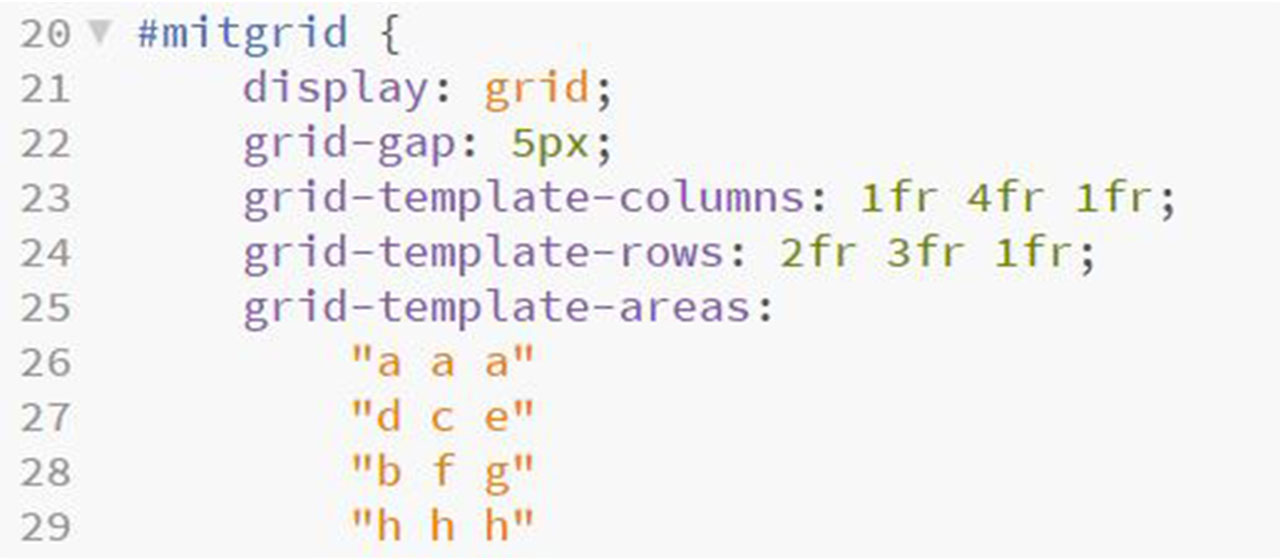 20 ▼ #mitgrid {
21 display: grid;
22 grid-gap: 5px;
23 grid-template-columns: 1fr 4fr 1fr;
24 grid-template-rows: 2fr 3fr 1fr;
25 grid-template-areas:
26 "a a a"
27 "d c e"
28 "b f g"
29 "h h h"